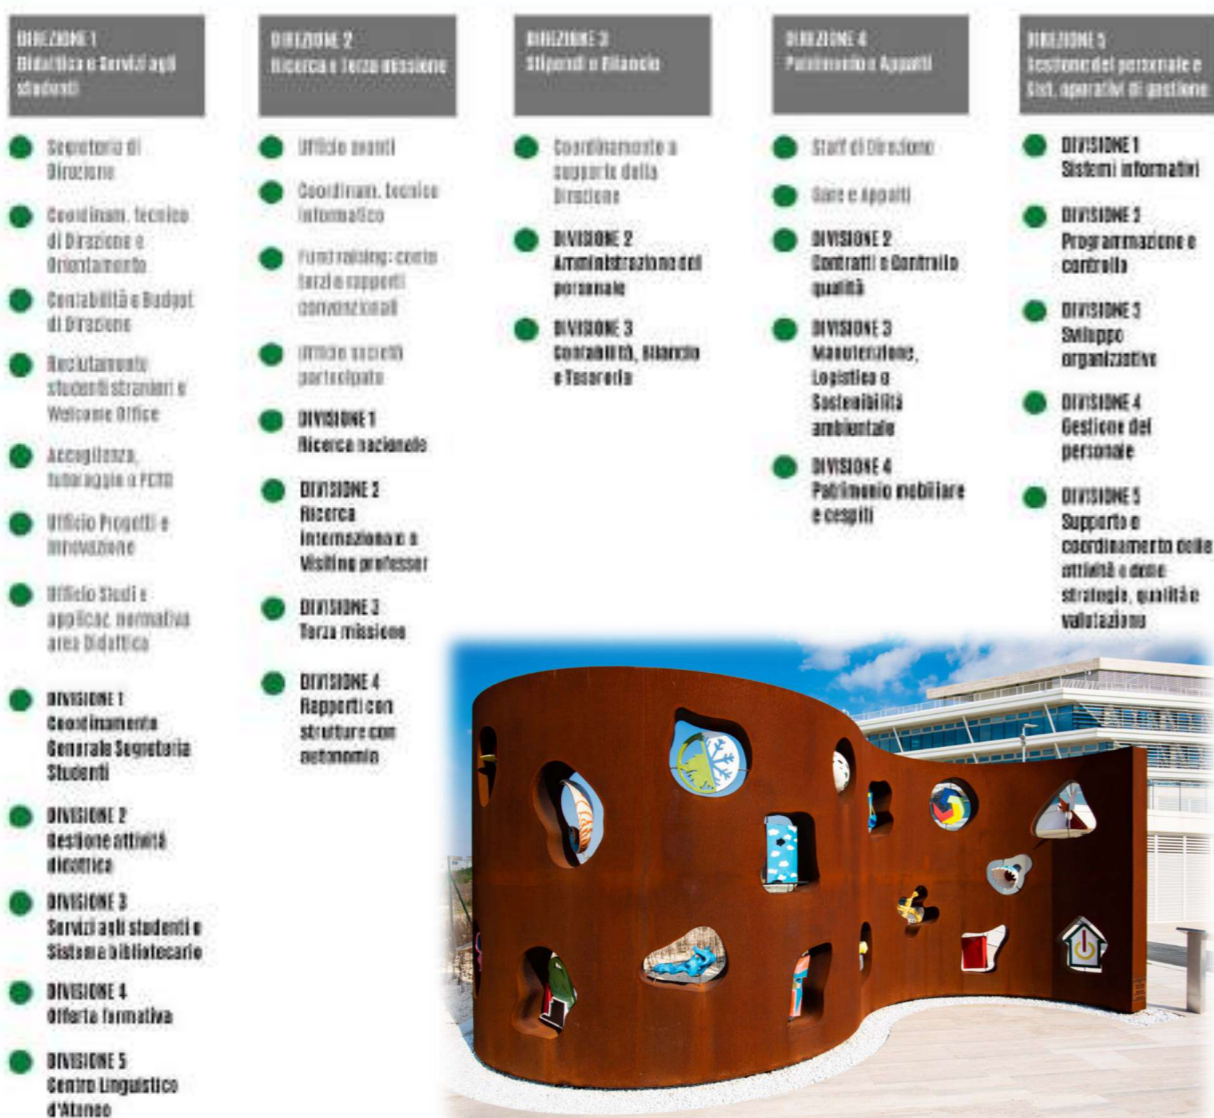 DIREZIONE 1
Didattica e Servizi agli
studenti
Segreteria di
Direzione
Coordinam. tecnico
di Direzione e
Orientamento
Contabilità e Budget
di Direzione
Reclutamento
studenti stranieri e
Welcome Office
Accoglienza,
tutoraggio e PCTO
Ufficio Progetti e
Innovazione
Ufficio Studi e
applicaz. normativa
area Didattica
DIVISIONE 1
Coordinamento
Generale Segreteria
Studenti
DIVISIONE 2
Gestione attività
didattica
DIVISIONE 3
Servizi agli studenti e
Sistema bibliotecario
DIVISIONE 4
Offerta formativa
DIVISIONE 5
Centro Linguistico
d'Ateneo
DIREZIONE 2
Ricerca e Terza missione
Ufficio eventi
Coordinam. tecnico
informatico
Fund raising: conto
terzi e rapporti
convenzionali
Ufficio società
partecipate
DIVISIONE 1
Ricerca nazionale
DIVISIONE 2
Ricerca
internazionale e
Visiting professor
DIVISIONE 3
Terza missione
DIVISIONE 4
Rapporti con
strutture con
autonomia
DIREZIONE 3
Stipendi e Bilancio
Coordinamento a
supporto della
Direzione
DIVISIONE 2
Amministrazione del
personale
DIVISIONE 3
Contabilità, Bilancio
e Tesoreria
DIREZIONE 4
Patrimonio e Appalti
Staff di Direzione
Gare e Appalti
DIVISIONE 2
Contratti e Controllo
qualità
DIVISIONE 3
Manutenzione,
Logistica e
Sostenibilità
ambientale
DIVISIONE 4
Patrimonio mobiliare
e cespiti
DIREZIONE 5
Gestione del personale e
Sist. operativi di gestione
DIVISIONE 1
Sistemi informativi
DIVISIONE 2
Programmazione e
controllo
DIVISIONE 3
Sviluppo
organizzativo
DIVISIONE 4
Gestione del
personale
DIVISIONE 5
Supporto e
coordinamento delle
attività e delle
strategie, qualità e
valutazione